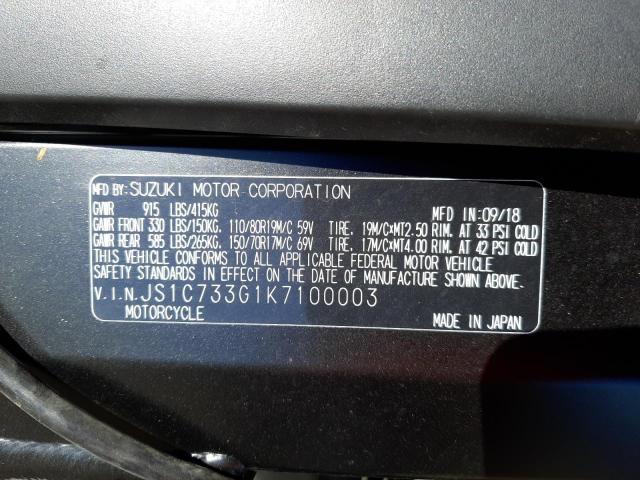 MFD BY: SUZUKI MOTOR CORPORATION
GVWR 915 LBS/415KG MFD IN:09/18
GAWR FRONT 330 LBS/150KG. 110/80R19M/C 59V TIRE. 19M/C×MT2.50 RIM. AT 33 PSI COLD
GAWR REAR 585 LBS/265KG. 150/70R17M/C 69V TIRE. 17M/C×MT4.00 RIM. AT 42 PSI COLD
THIS VEHICLE CONFORMS TO ALL APPLICABLE FEDERAL MOTOR VEHICLE
SAFETY STANDARDS IN EFFECT ON THE DATE OF MANUFACTURE SHOWN ABOVE.
V.I.N. JS1C733G1K7100003
MOTORCYCLE MADE IN JAPAN